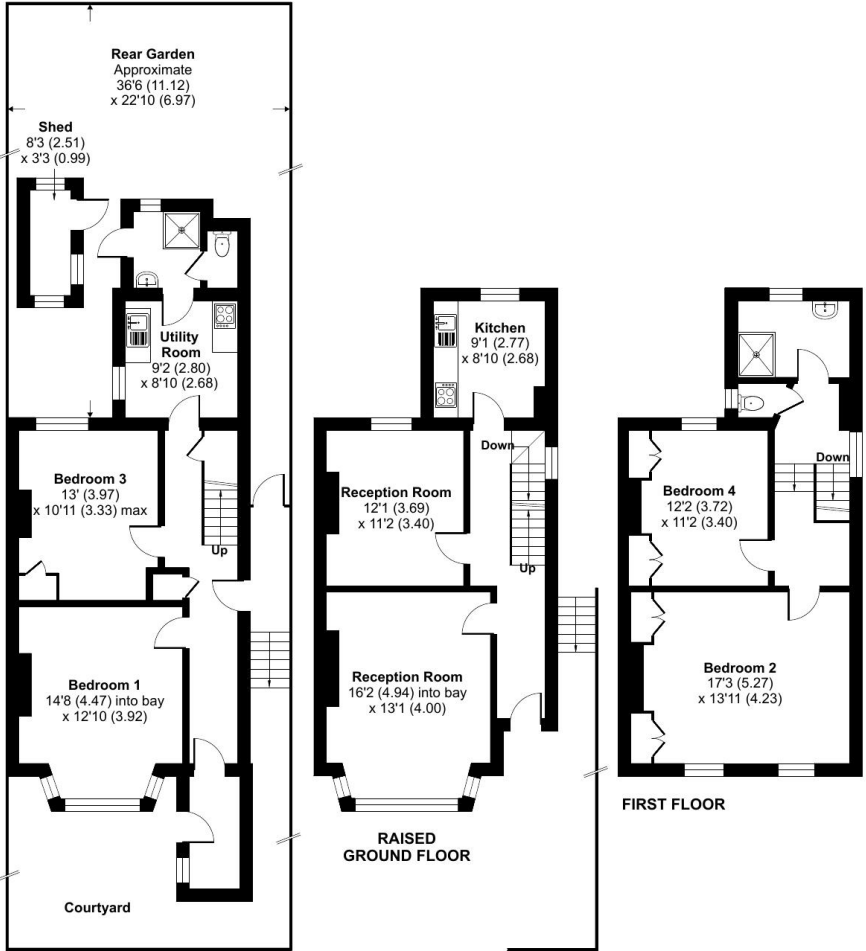 Rear Garden
Approximate
36'6 (11.12)
x 22'10 (6.97)
Shed
8'3 (2.51)
x 3'3 (0.99)
Utility
Room
9'2 (2.80)
x 8'10 (2.68)
Bedroom 3
13' (3.97)
x 10'11 (3.33) max
Up
Bedroom 1
14'8 (4.47) into bay
x 12'10 (3.92)
Courtyard
Kitchen
9'1 (2.77)
x 8'10 (2.68)
Down
Reception Room
12'1 (3.69)
x 11'2 (3.40)
Up
Reception Room
16'2 (4.94) into bay
x 13'1 (4.00)
RAISED
GROUND FLOOR
Down
Bedroom 4
12'2 (3.72)
x 11'2 (3.40)
Bedroom 2
17'3 (5.27)
x 13'11 (4.23)
FIRST FLOOR